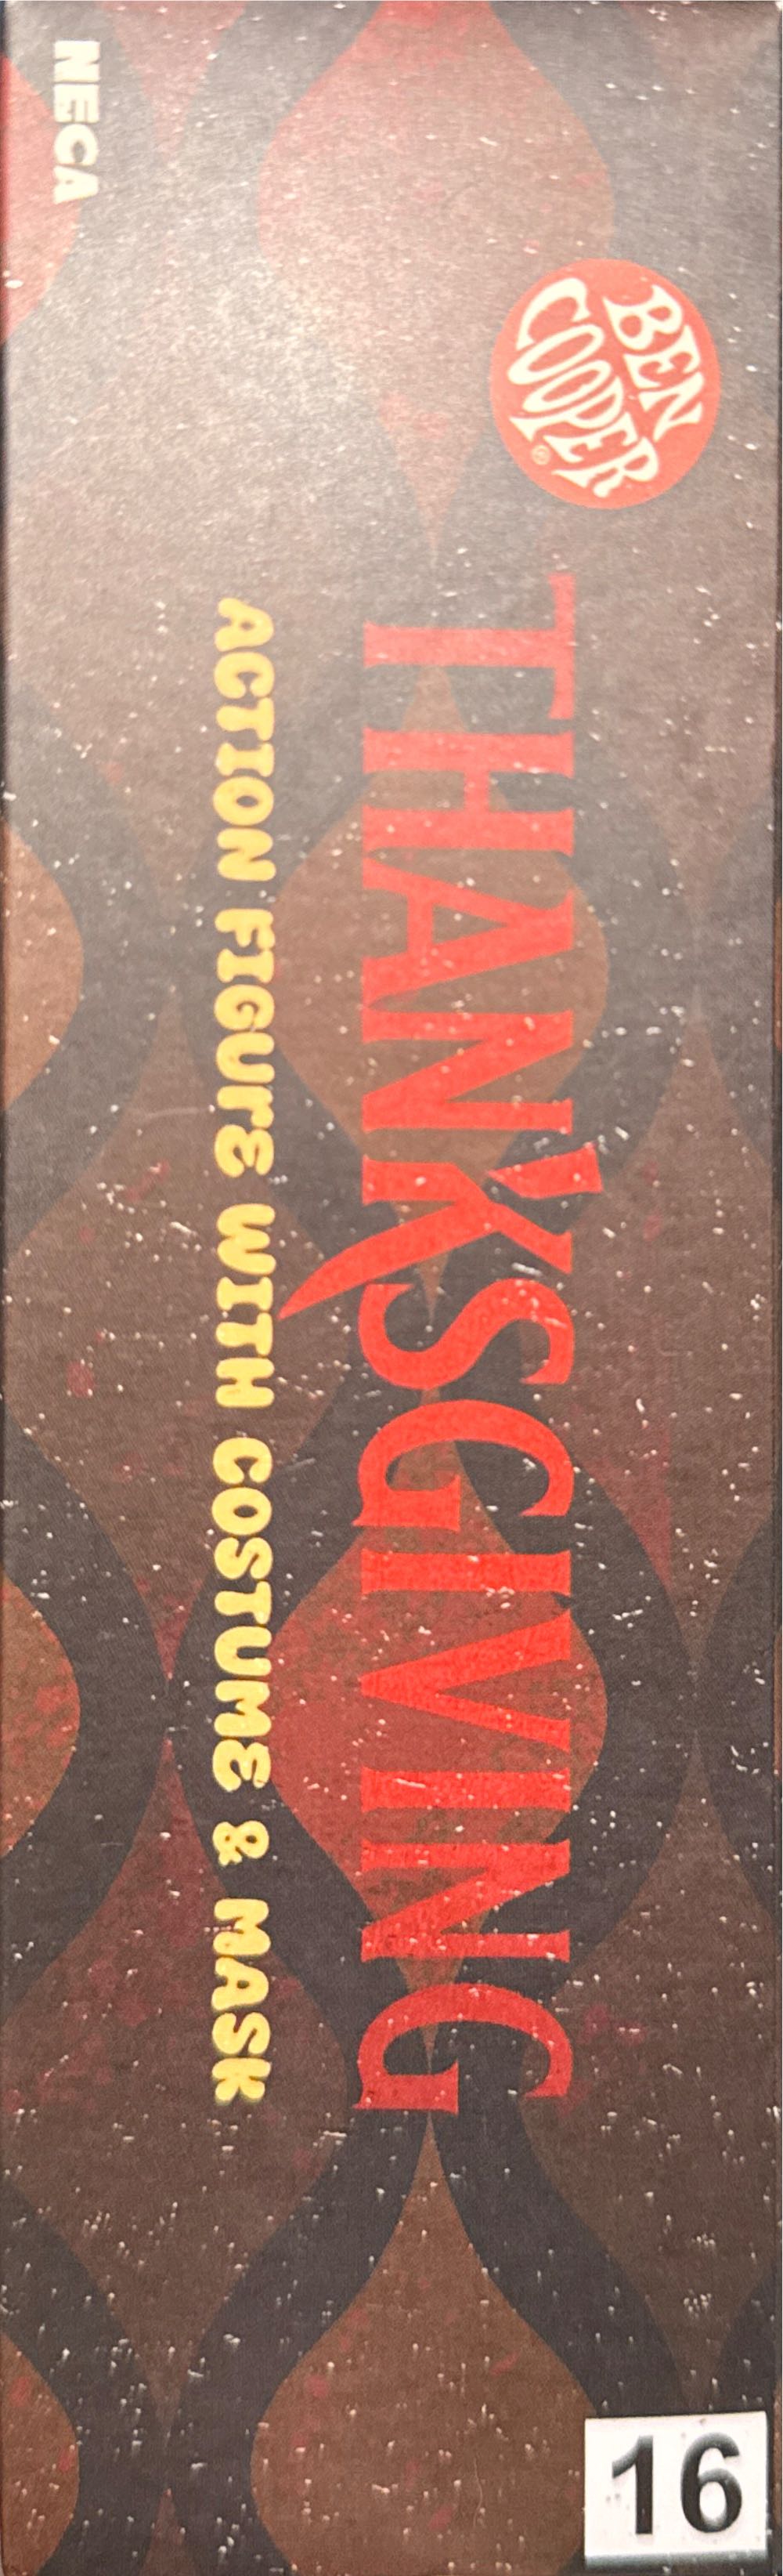 BEN
COOPER®
THANKSGIVING
ACTION FIGURE WITH COSTUME & MASK
NECA
16